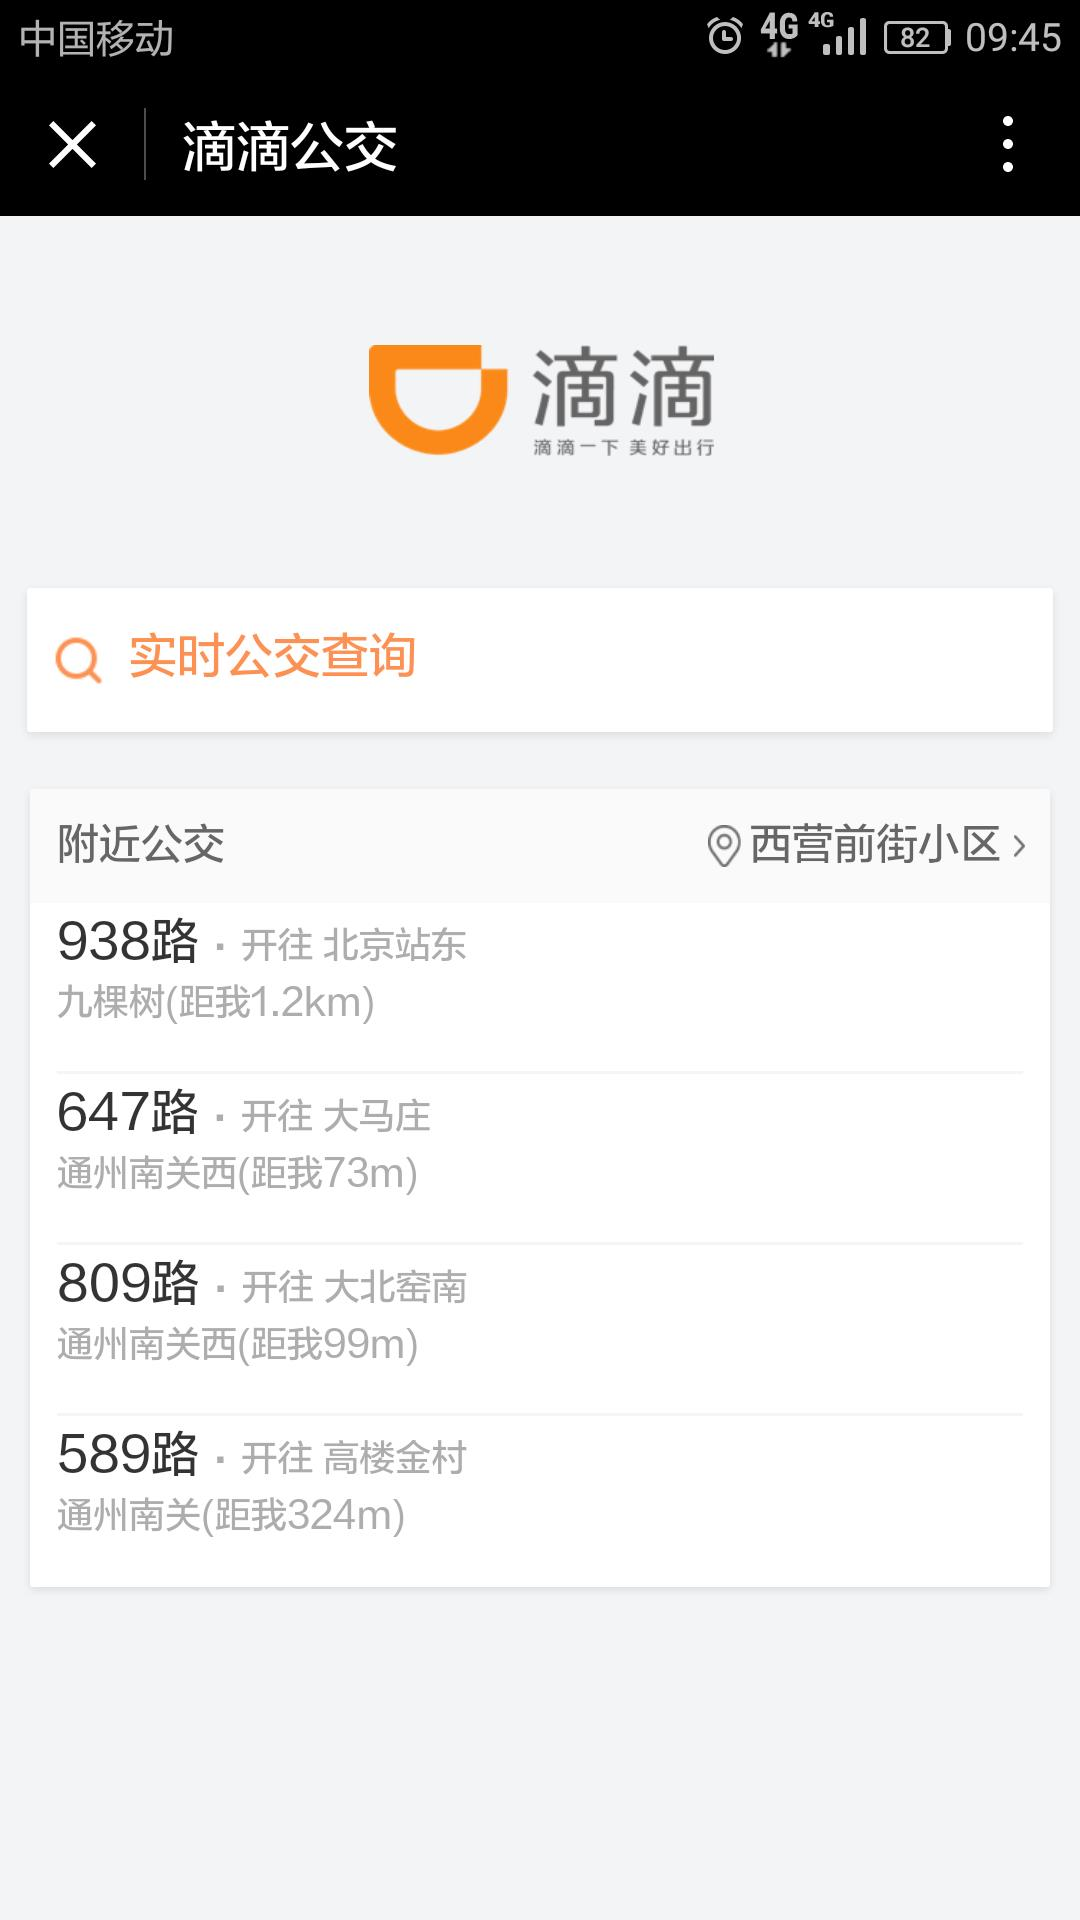 中国移动 4G 4G 82 09:45
滴滴公交
滴滴
滴滴一下 美好出行
实时公交查询
附近公交 西营前街小区
938路 · 开往 北京站东
九棵树(距我1.2km)
647路 · 开往 大马庄
通州南关西(距我73m)
809路 · 开往 大北窑南
通州南关西(距我99m)
589路 · 开往 高楼金村
通州南关(距我324m)